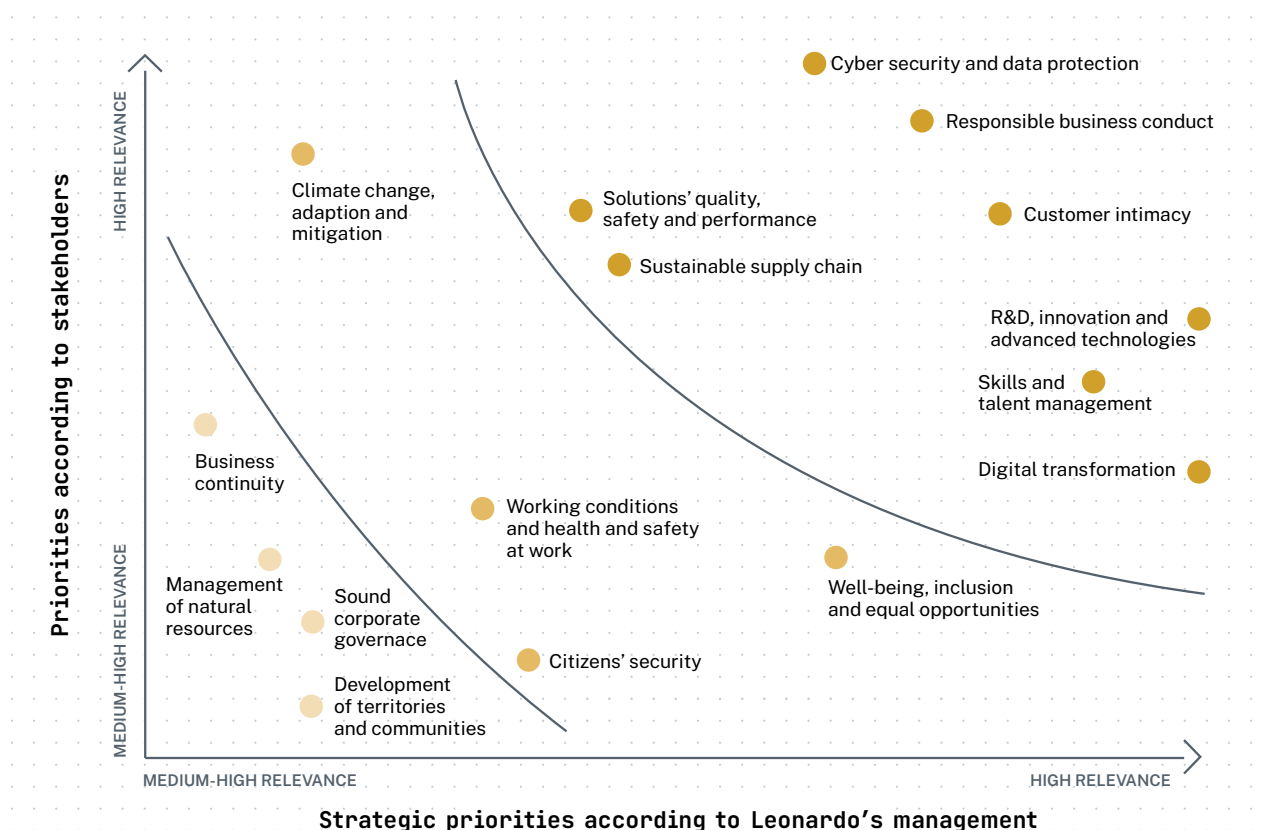 Cyber security and data protection
HIGH RELEVANCE
Responsible business conduct
Priorities according to stakeholders
Climate change,
adaption and
mitigation
Solutions’ quality,
safety and performance
Customer intimacy
Sustainable supply chain
R&D, innovation and
advanced technologies
Skills and
talent management
Business
continuity
Digital transformation
Working conditions
and health and safety
at work
MEDIUM-HIGH RELEVANCE
Management
of natural
resources
Sound
corporate
governace
Well-being, inclusion
and equal opportunities
Citizens’ security
Development
of territories
and communities
MEDIUM-HIGH RELEVANCE
HIGH RELEVANCE
Strategic priorities according to Leonardo’s management